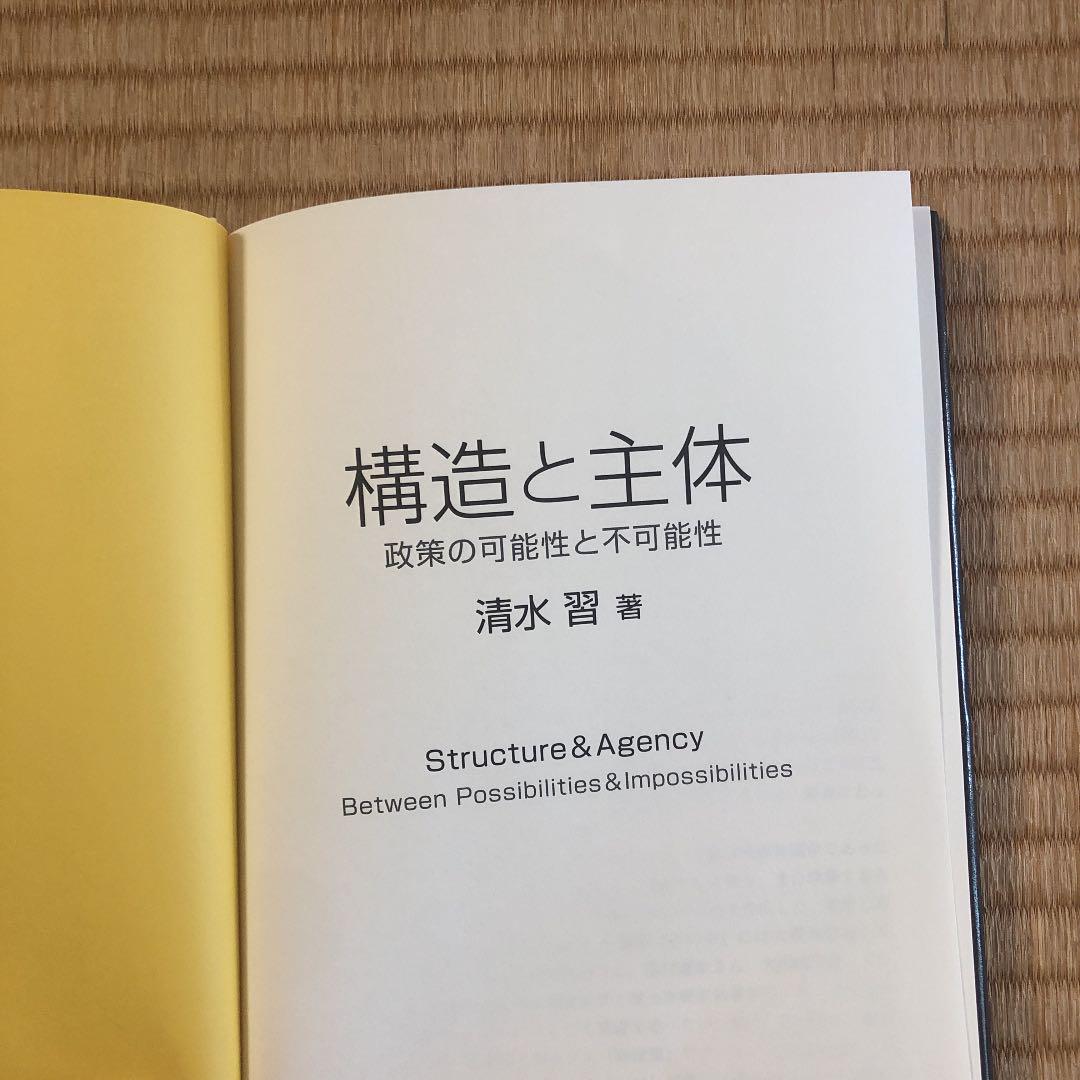 構造と主体
政策の可能性と不可能性
清水 習 著
Structure&Agency
Between Possibilities&Impossibilities